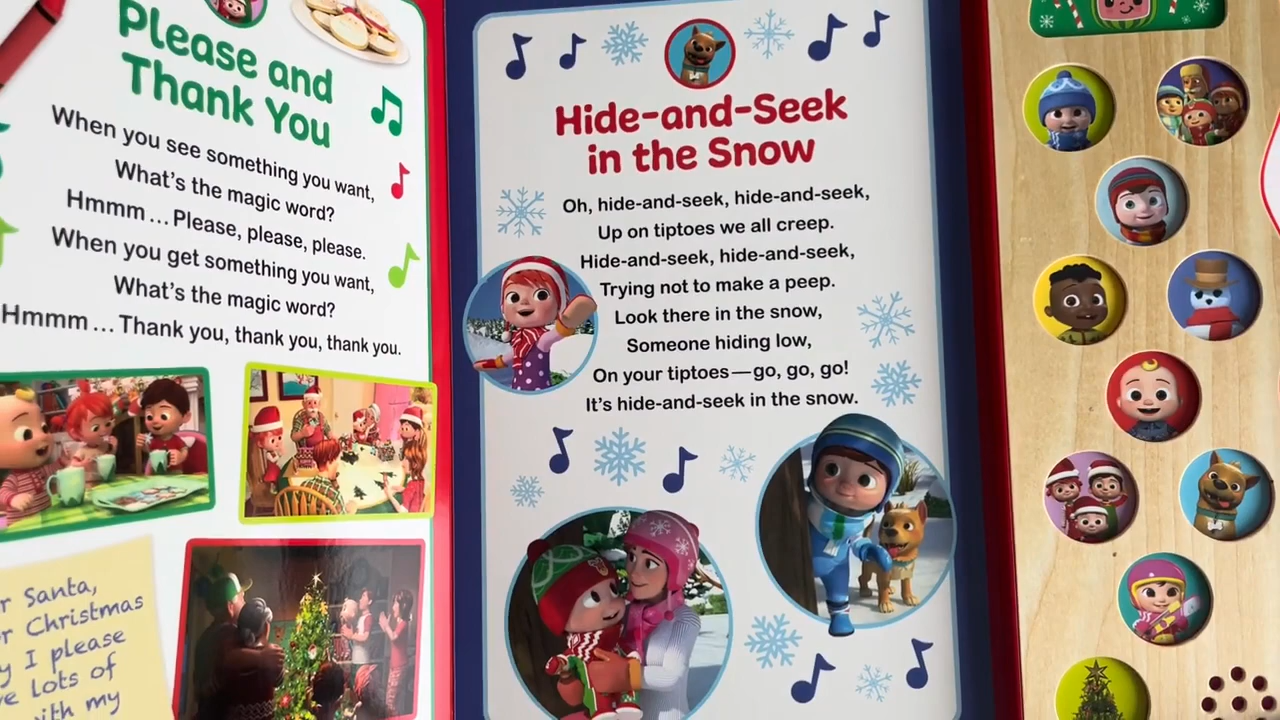 Please and
Thank You
When you see something you want,
What's the magic word?
Hmmm ... Please, please, please.
When you get something you want,
What's the magic word?
Hmmm ... Thank you, thank you, thank you.
Santa,
Christmas
I please
lots of
my
Hide-and-Seek
in the Snow
Oh, hide-and-seek, hide-and-seek,
Up on tiptoes we all creep.
Hide-and-seek, hide-and-seek,
Trying not to make a peep.
Look there in the snow,
Someone hiding low,
On your tiptoes—go, go, go!
It's hide-and-seek in the snow.